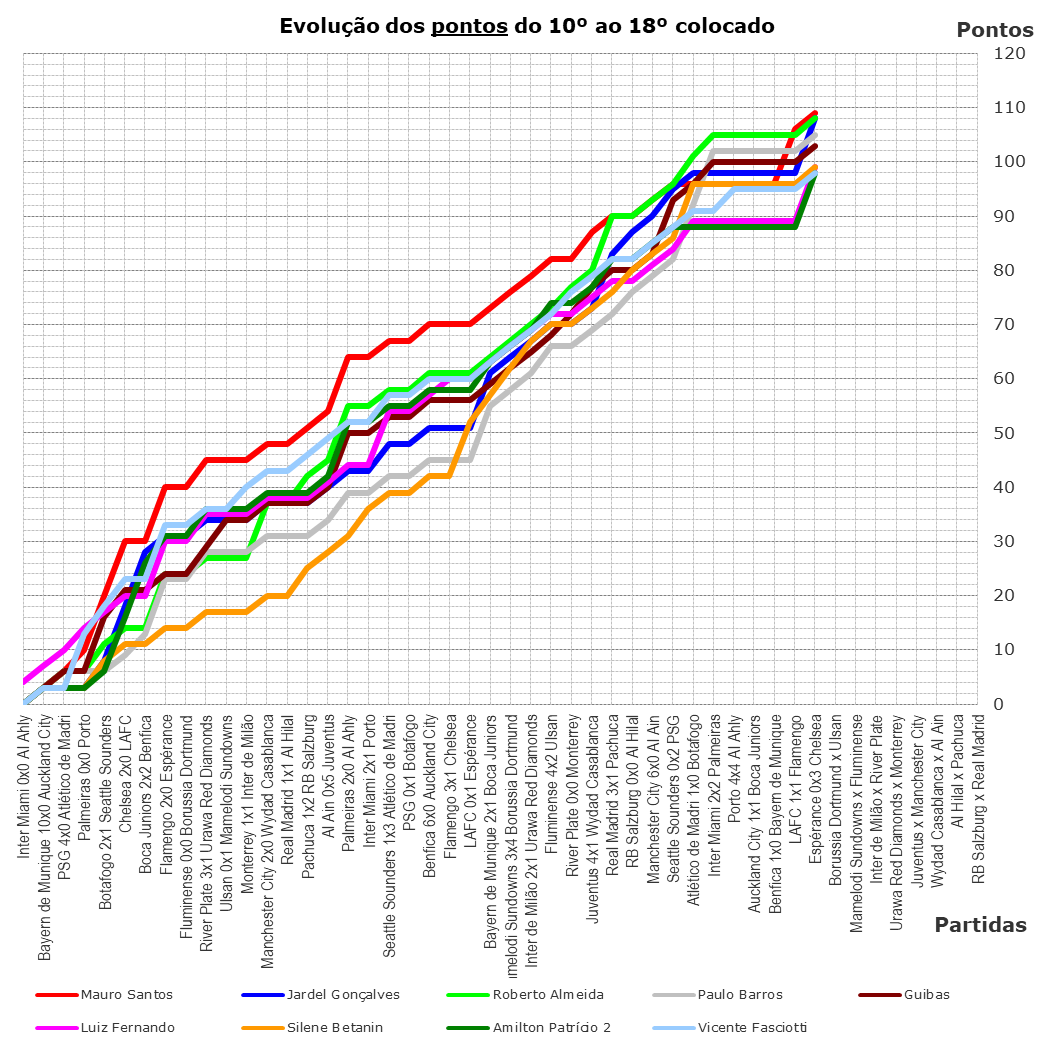 Evolução dos pontos do 10º ao 18º colocado
Pontos
120
110
100
90
80
70
60
50
40
30
20
10
0
Inter Miami 0x0 Al Ahly
Bayern de Munique 10x0 Auckland City
PSG 4x0 Atlético de Madri
Palmeiras 0x0 Porto
Botafogo 2x1 Seattle Sounders
Chelsea 2x0 LAFC
Boca Juniors 2x2 Benfica
Flamengo 2x0 Espérance
Fluminense 0x0 Borussia Dortmund
River Plate 3x1 Urawa Red Diamonds
Ulsan 0x1 Mamelodi Sundowns
Monterrey 1x1 Inter de Milão
Manchester City 2x0 Wydad Casablanca
Real Madrid 1x1 Al Hilal
Pachuca 1x2 RB Salzburg
Al Ain 0x5 Juventus
Palmeiras 2x0 Al Ahly
Inter Miami 2x1 Porto
Seattle Sounders 1x3 Atlético de Madri
PSG 0x1 Botafogo
Benfica 6x0 Auckland City
Flamengo 3x1 Chelsea
LAFC 0x1 Espérance
Bayern de Munique 2x1 Boca Juniors
melodi Sundowns 3x4 Borussia Dortmund
Inter de Milão 2x1 Urawa Red Diamonds
Fluminense 4x2 Ulsan
River Plate 0x0 Monterrey
Juventus 4x1 Wydad Casablanca
Real Madrid 3x1 Pachuca
RB Salzburg 0x0 Al Hilal
Manchester City 6x0 Al Ain
Seattle Sounders 0x2 PSG
Atlético de Madri 1x0 Botafogo
Inter Miami 2x2 Palmeiras
Porto 4x4 Al Ahly
Auckland City 1x1 Boca Juniors
Benfica 1x0 Bayern de Munique
LAFC 1x1 Flamengo
Espérance 0x3 Chelsea
Borussia Dortmund x Ulsan
Mamelodi Sundowns x Fluminense
Inter de Milão x River Plate
Urawa Red Diamonds x Monterrey
Juventus x Manchester City
Wydad Casablanca x Al Ain
Al Hilal x Pachuca
RB Salzburg x Real Madrid
Partidas
Mauro Santos
Jardel Gonçalves
Roberto Almeida
Paulo Barros
Guibas
Luiz Fernando
Silene Betanin
Amilton Patrício 2
Vicente Fasciotti